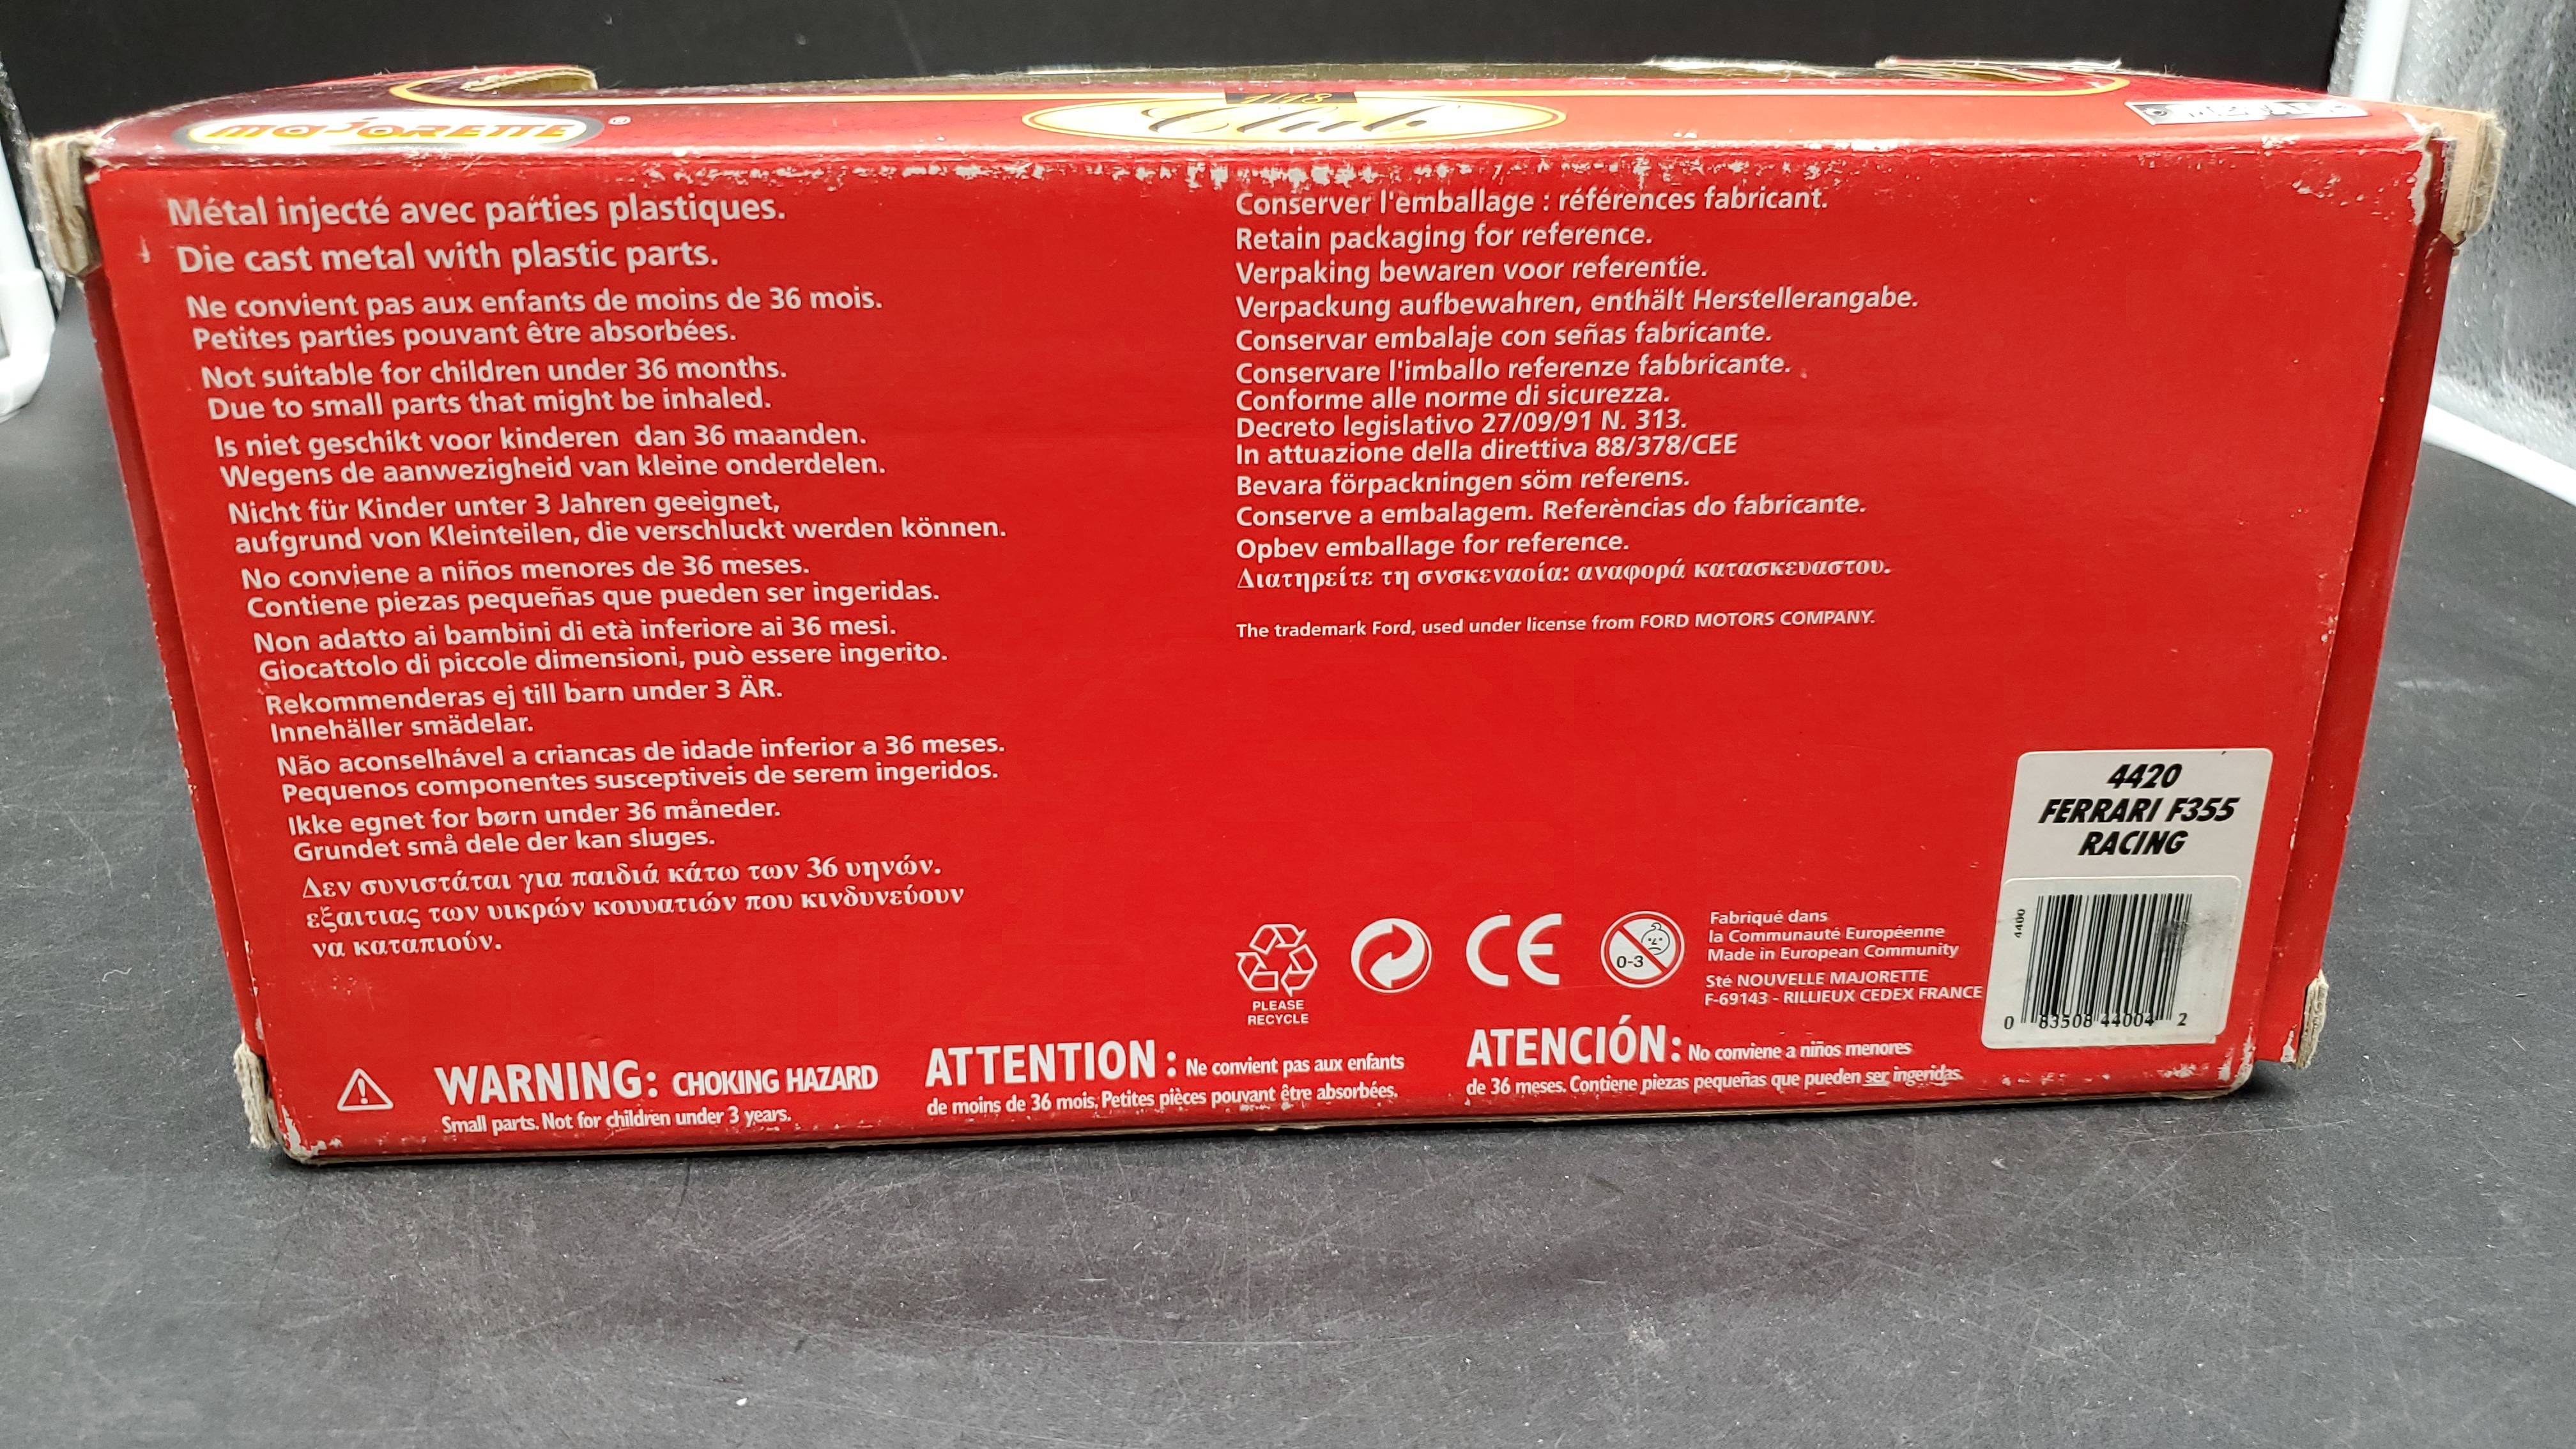 majorette ®
1/18
Club
Métal injecté avec parties plastiques.
Die cast metal with plastic parts.
Ne convient pas aux enfants de moins de 36 mois.
Petites parties pouvant être absorbées.
Not suitable for children under 36 months.
Due to small parts that might be inhaled.
Is niet geschikt voor kinderen dan 36 maanden.
Wegens de aanwezigheid van kleine onderdelen.
Nicht für Kinder unter 3 Jahren geeignet,
aufgrund von Kleinteilen, die verschluckt werden können.
No conviene a niños menores de 36 meses.
Contiene piezas pequeñas que pueden ser ingeridas.
Non adatto ai bambini di età inferiore ai 36 mesi.
Giocattolo di piccole dimensioni, può essere ingerito.
Rekommenderas ej till barn under 3 ÄR.
Innehäller smädelar.
Não aconselhável a criancas de idade inferior a 36 meses.
Pequenos componentes susceptiveis de serem ingeridos.
Ikke egnet for børn under 36 måneder.
Grundet små dele der kan sluges.
Δεν συνιστάται για παιδιά κάτω των 36 υηνών.
εξαιτιας των υικρών κουυατιών που κινδυνεύουν
να καταπιούν.
Conserver l'emballage : références fabricant.
Retain packaging for reference.
Verpaking bewaren voor referentie.
Verpackung aufbewahren, enthält Herstellerangabe.
Conservar embalaje con señas fabricante.
Conservare l'imballo referenze fabbricante.
Conforme alle norme di sicurezza.
Decreto legislativo 27/09/91 N. 313.
In attuazione della direttiva 88/378/CEE
Bevara förpackningen söm referens.
Conserve a embalagem. Referèncias do fabricante.
Opbev emballage for reference.
Διατηρείτε τη σνσκεναοία: αναφορά κατασκευαστου.
The trademark Ford, used under license from FORD MOTORS COMPANY.
4420
FERRARI F355
RACING
4400
0 83508 44004 2
PLEASE
RECYCLE
CE
0-3
Fabriqué dans
la Communauté Européenne
Made in European Community
Sté NOUVELLE MAJORETTE
F-69143 - RILLIEUX CEDEX FRANCE
WARNING: CHOKING HAZARD
Small parts. Not for children under 3 years.
ATTENTION : Ne convient pas aux enfants
de moins de 36 mois. Petites pièces pouvant être absorbées.
ATENCIÓN: No conviene a niños menores
de 36 meses. Contiene piezas pequeñas que pueden ser ingeridas.